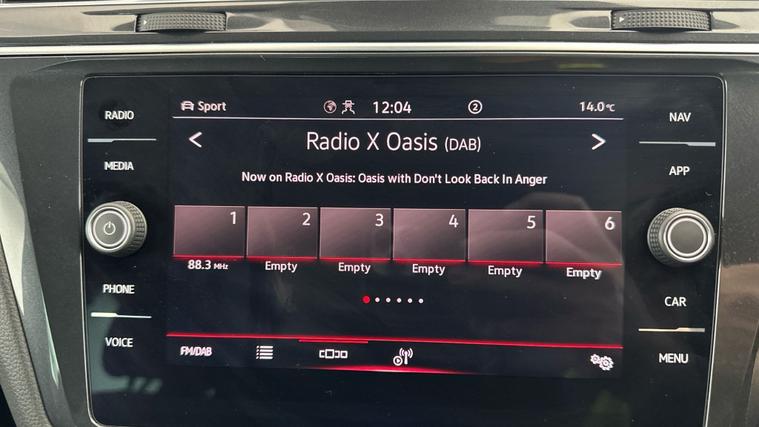 RADIO
MEDIA
PHONE
VOICE
Sport
12:04
2
14.0°C
< Radio X Oasis (DAB) >
Now on Radio X Oasis: Oasis with Don't Look Back In Anger
1 2 3 4 5 6
88.3 MHz Empty Empty Empty Empty Empty
FM/DAB
NAV
APP
CAR
MENU